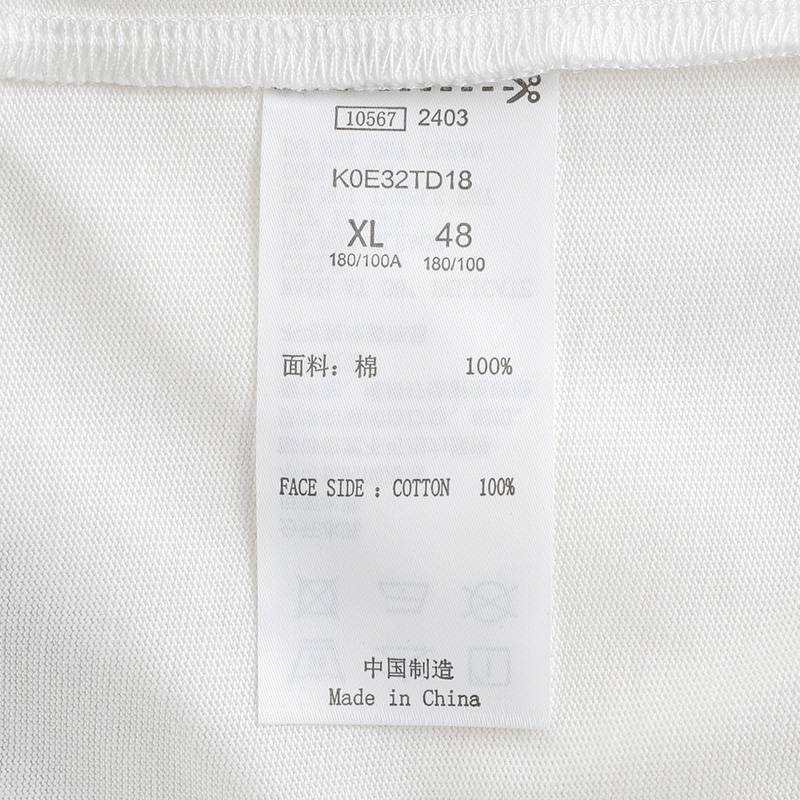 10567 2403
K0E32TD18
XL 48
180/100A 180/100
面料：棉 100%
FACE SIDE : COTTON 100%
中国制造
Made in China